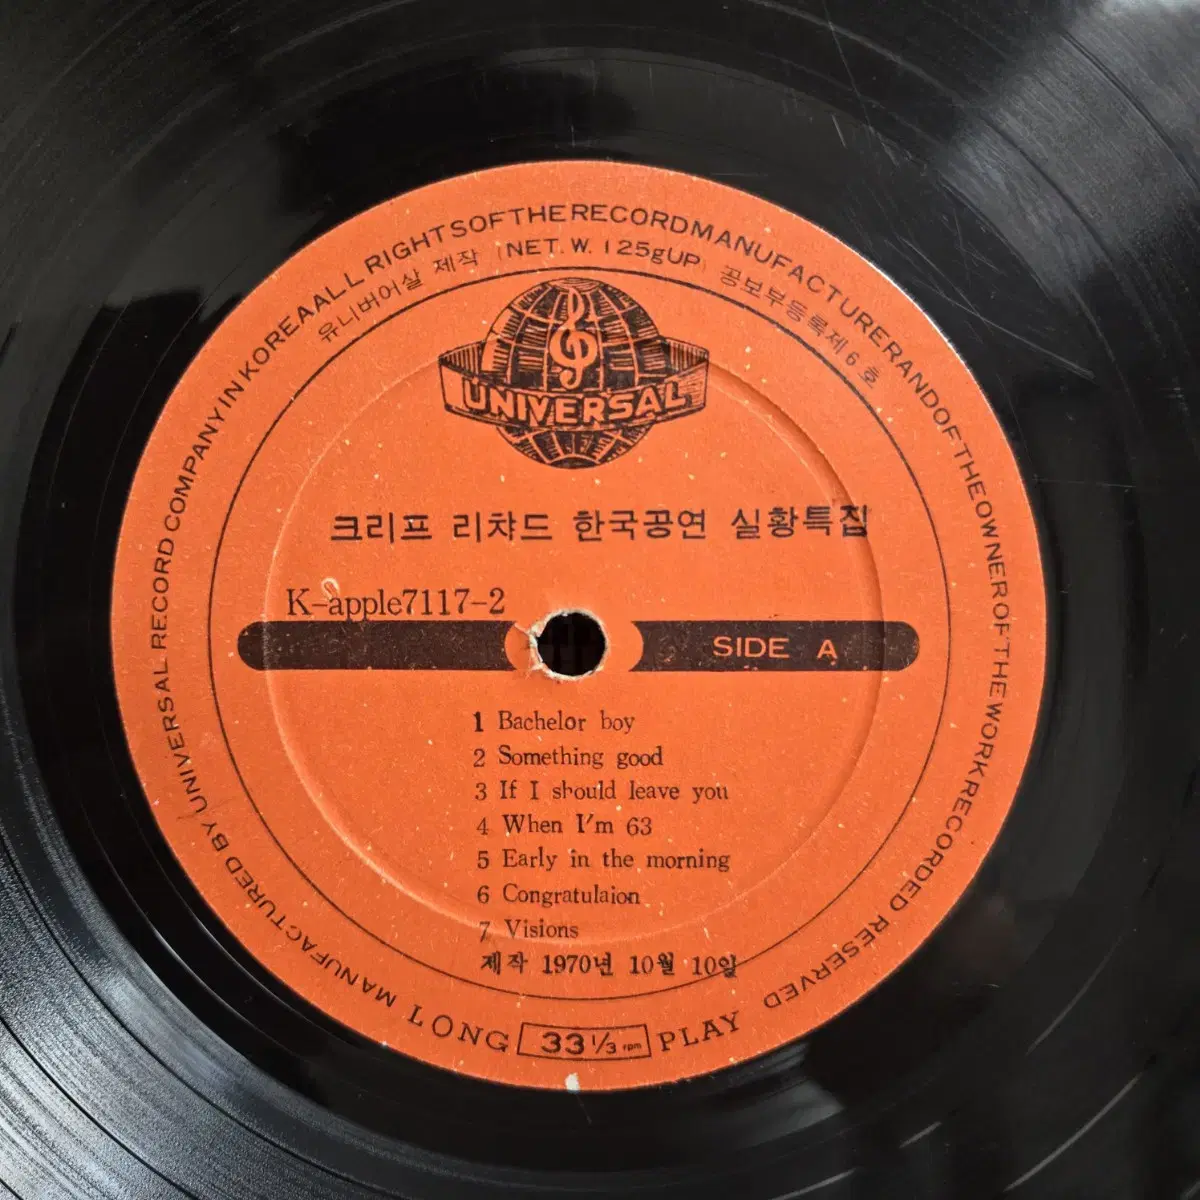 MANUFACTURED BY UNIVERSAL RECORD COMPANY IN KOREA ALL RIGHTS OF THE RECORD MANUFACTURER AND OF THE OWNER OF THE WORK RECORDED RESERVED
유니버어살 제작 (NET. W. 125gUP) 공보부등록제6호
UNIVERSAL
크리프 리챠드 한국공연 실황특집
K-apple7117-2
SIDE A
1 Bachelor boy
2 Something good
3 If I should leave you
4 When I'm 63
5 Early in the morning
6 Congratulaion
7 Visions
제작 1970년 10월 10일
LONG 33 1/3 rpm PLAY